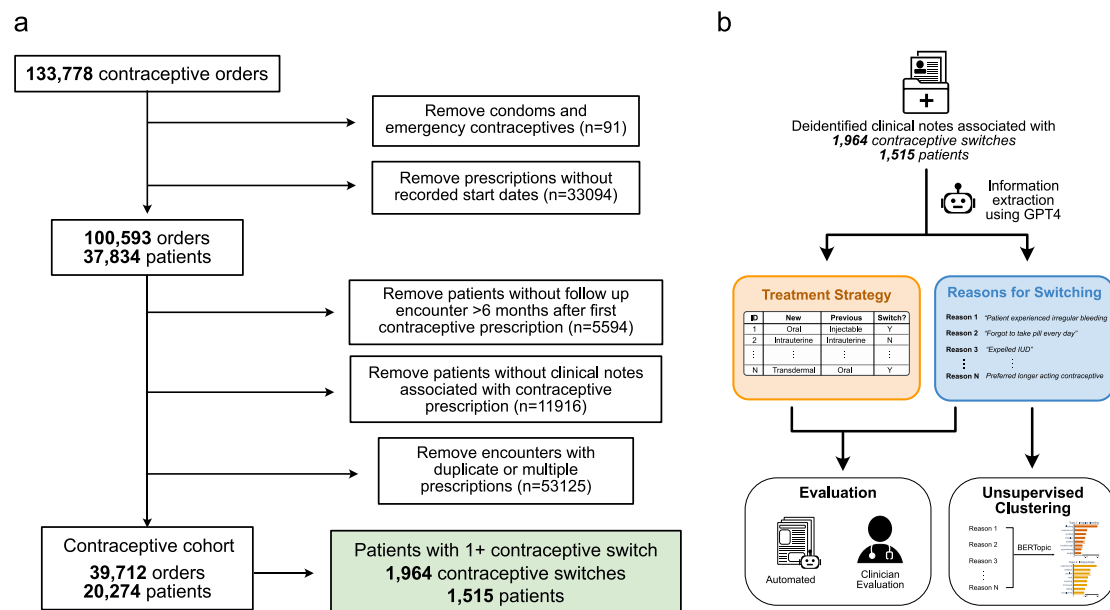 a
133,778 contraceptive orders
Remove condoms and
emergency contraceptives (n=91)
Remove prescriptions without
recorded start dates (n=33094)
100,593 orders
37,834 patients
Remove patients without follow up
encounter >6 months after first
contraceptive prescription (n=5594)
Remove patients without clinical notes
associated with contraceptive
prescription (n=11916)
Remove encounters with
duplicate or multiple
prescriptions (n=53125)
Contraceptive cohort
39,712 orders
20,274 patients
Patients with 1+ contraceptive switch
1,964 contraceptive switches
1,515 patients
b
Deidentified clinical notes associated with
1,964 contraceptive switches
1,515 patients
Information
extraction
using GPT4
Treatment Strategy
ID New Previous Switch?
1 Oral Injectable Y
2 Intrauterine Intrauterine N
N Transdermal Oral Y
Reasons for Switching
Reason 1 "Patient experienced irregular bleeding
Reason 2 "Forgot to take pill every day"
Reason 3 "Expelled IUD"
Reason N Preferred longer acting contraceptive
Evaluation
Automated
Clinician
Evaluation
Unsupervised
Clustering
Reason 1
Reason 2
Reason 3
Reason N
BERTopic